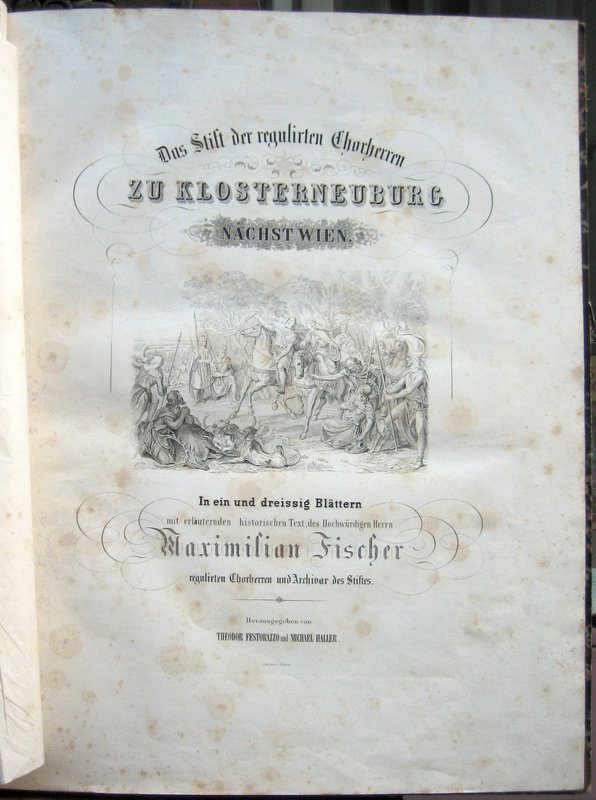 Das Stift der regulirten Chorherren
ZU KLOSTERNEUBURG
NÄCHST WIEN.
In ein und dreissig Blättern
mit erläuternden historischen Text, des Hochwürdigen Herrn
Maximilian Fischer
regulirten Chorherren und Archivar des Stiftes.
Herausgegeben von
THEODOR FESTORAZZO und MICHAEL HALLER.